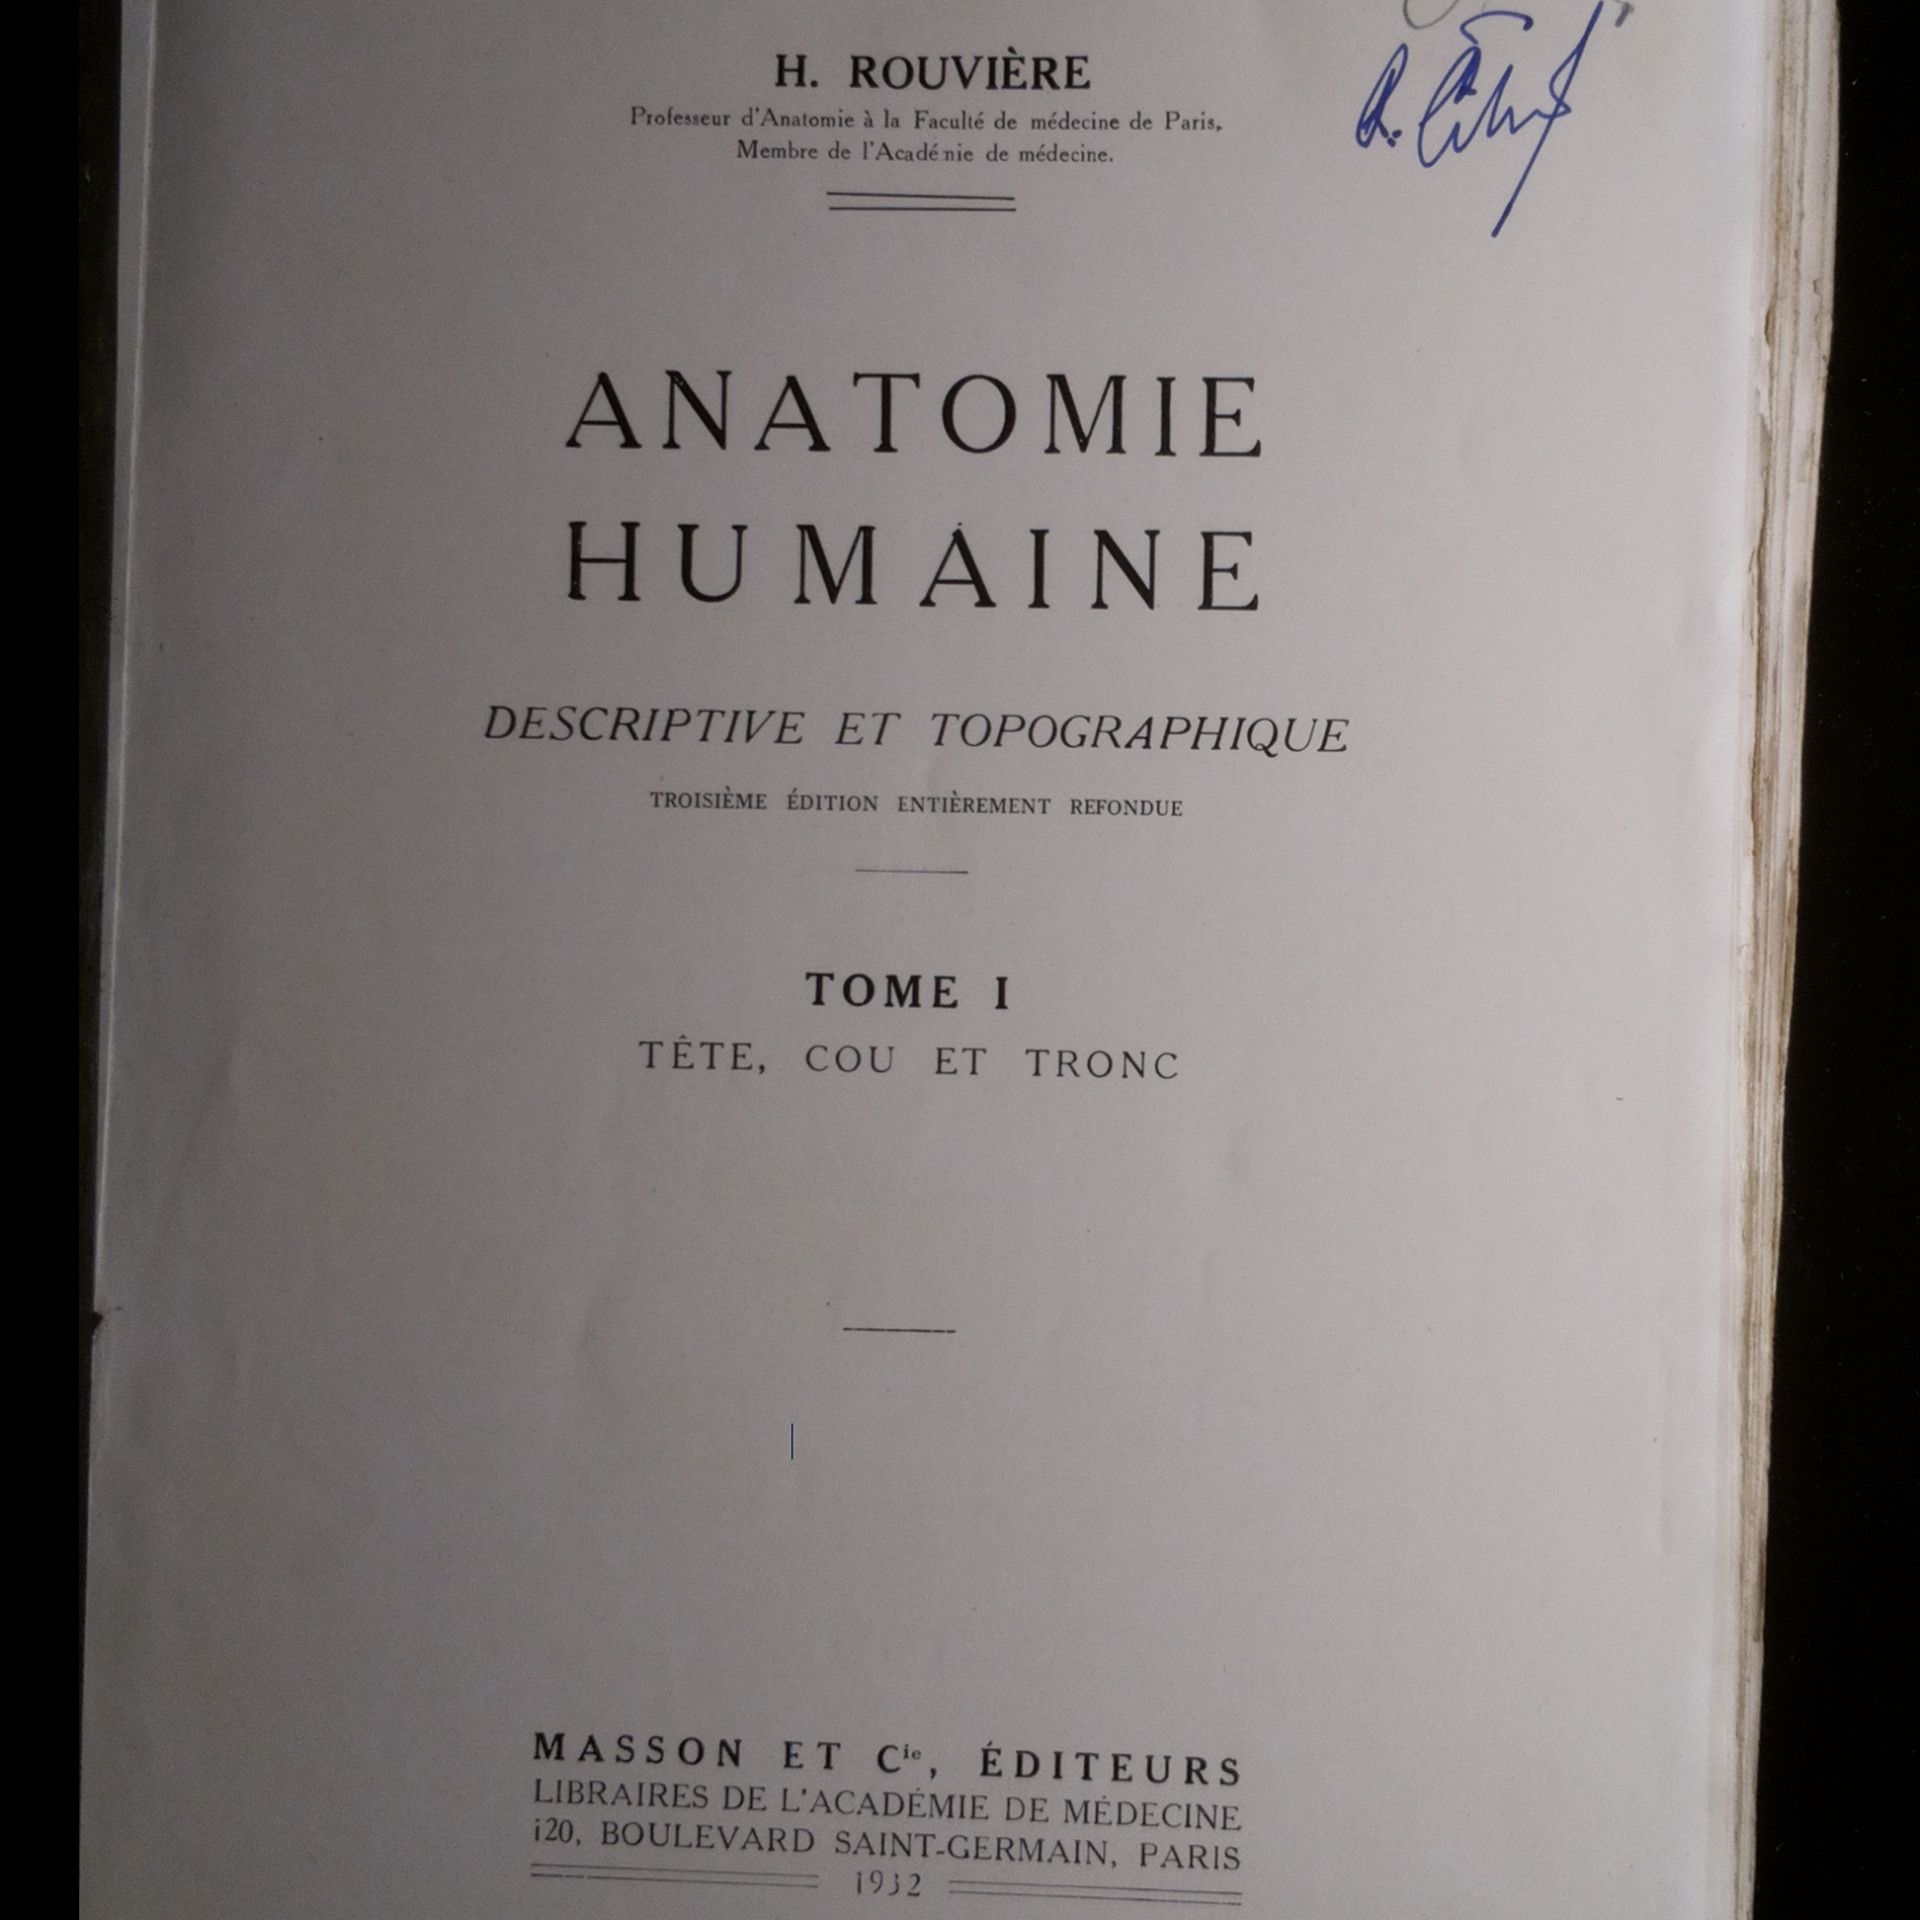 H. ROUVIÈRE
Professeur d'Anatomie à la Faculté de médecine de Paris,
Membre de l'Académie de médecine.
ANATOMIE
HUMAINE
DESCRIPTIVE ET TOPOGRAPHIQUE
TROISIÈME ÉDITION ENTIÈREMENT REFONDUE
TOME I
TÊTE, COU ET TRONC
MASSON ET Cie, ÉDITEURS
LIBRAIRES DE L'ACADÉMIE DE MÉDECINE
120, BOULEVARD SAINT-GERMAIN, PARIS
1932